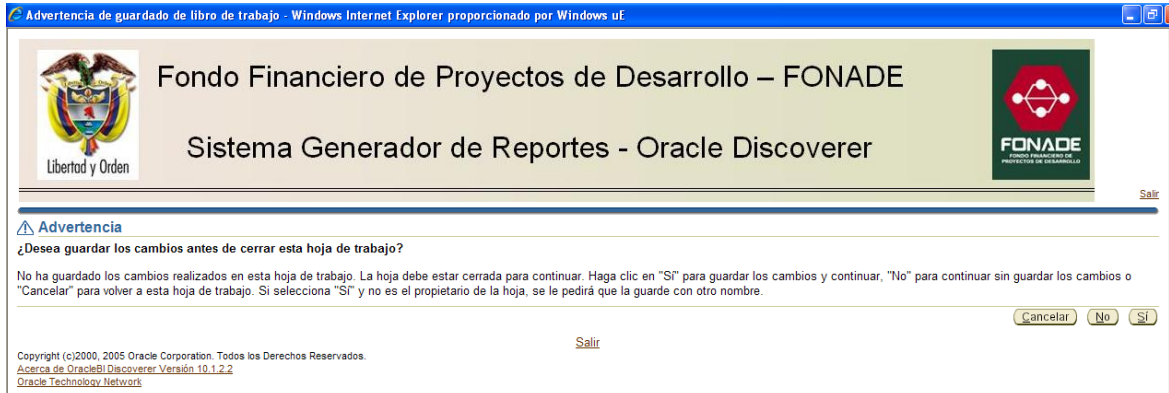 Advertencia de guardado de libro de trabajo - Windows Internet Explorer proporcionado por Windows uE
Fondo Financiero de Proyectos de Desarrollo – FONADE
Sistema Generador de Reportes - Oracle Discoverer
Libertad y Orden
FONADE
FONDO FINANCIERO DE
PROYECTOS DE DESARROLLO
Salir
Advertencia
¿Desea guardar los cambios antes de cerrar esta hoja de trabajo?
No ha guardado los cambios realizados en esta hoja de trabajo. La hoja debe estar cerrada para continuar. Haga clic en "Sí" para guardar los cambios y continuar, "No" para continuar sin guardar los cambios o
"Cancelar" para volver a esta hoja de trabajo. Si selecciona "Sí" y no es el propietario de la hoja, se le pedirá que la guarde con otro nombre.
Cancelar No Sí
Salir
Copyright (c)2000, 2005 Oracle Corporation. Todos los Derechos Reservados.
Acerca de OracleBI Discoverer Versión 10.1.2.2
Oracle Technology Network